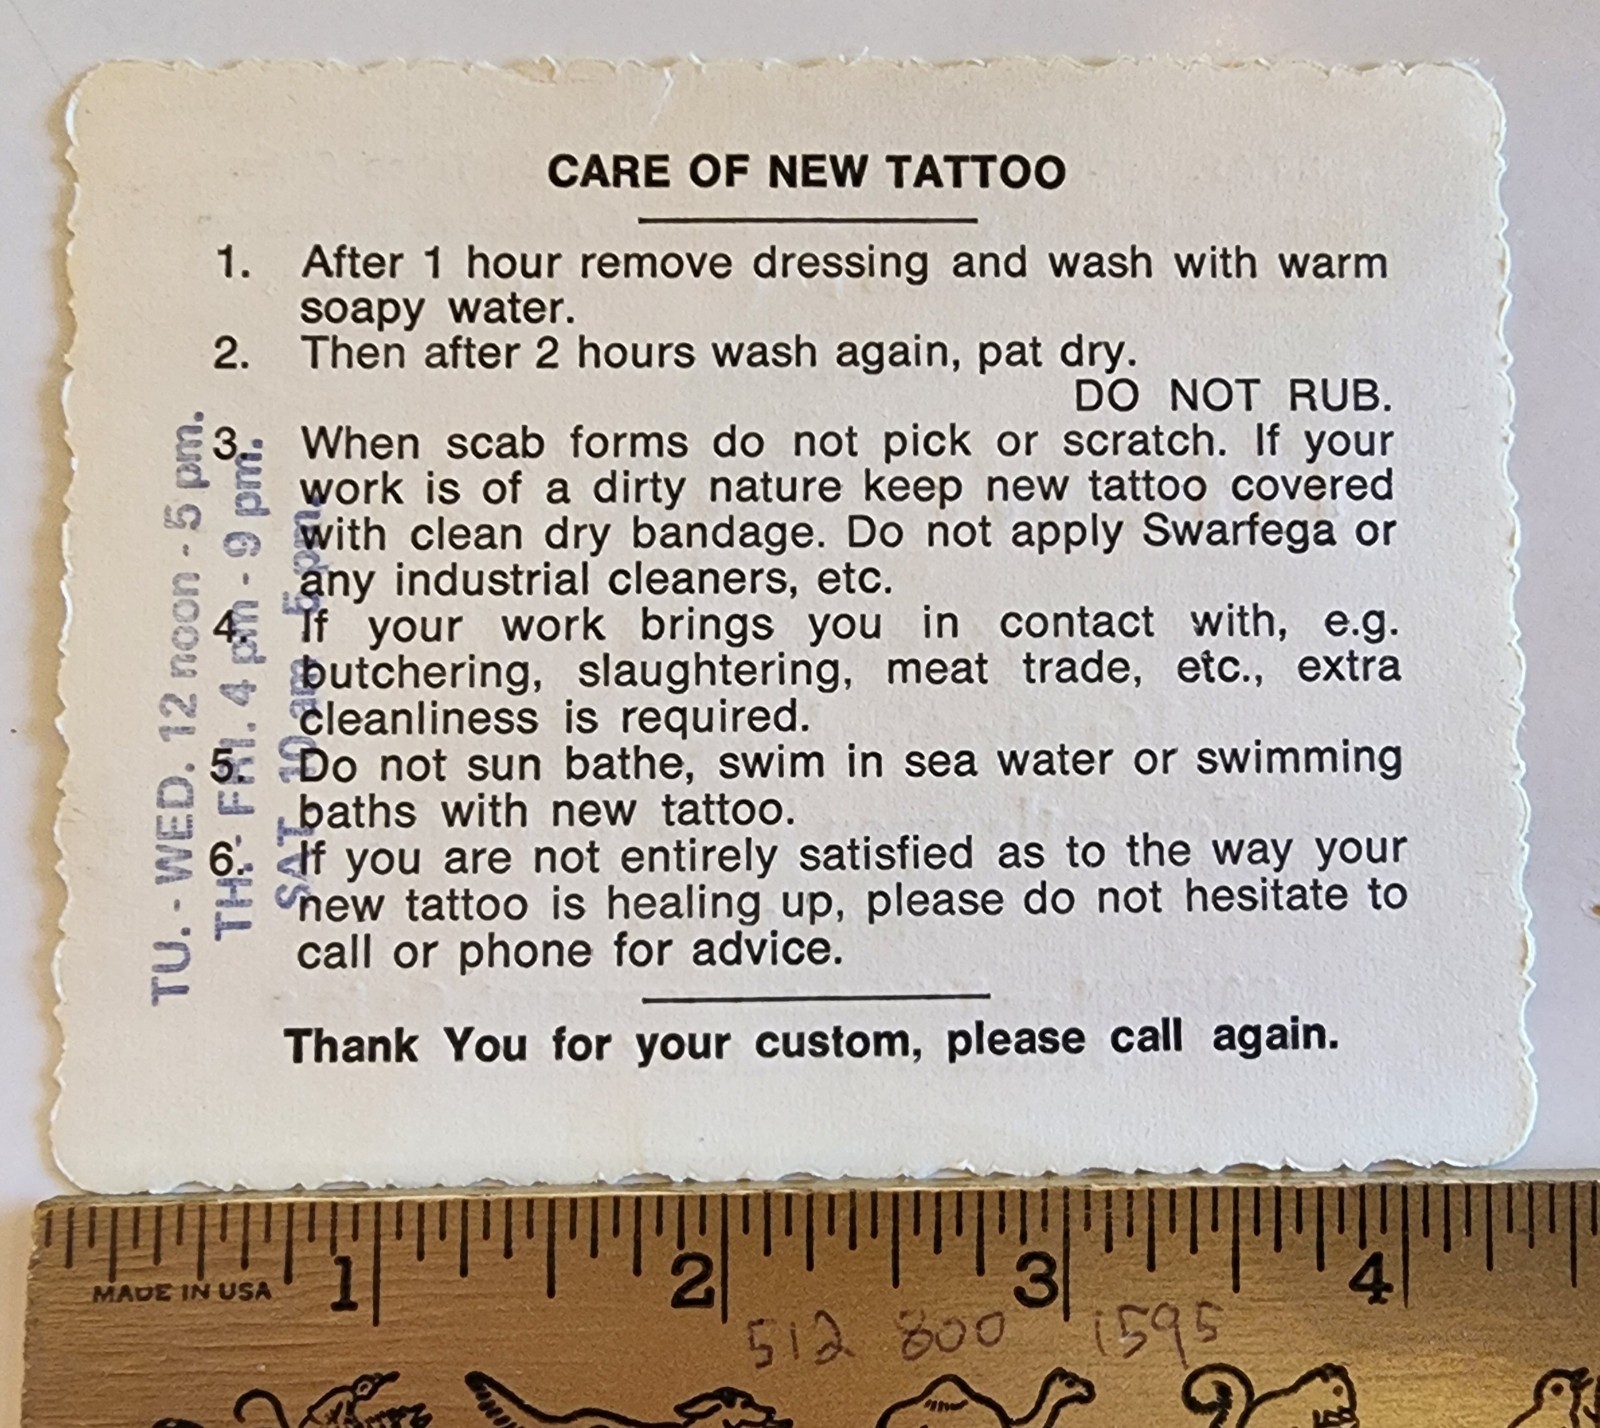 CARE OF NEW TATTOO
1. After 1 hour remove dressing and wash with warm
soapy water.
2. Then after 2 hours wash again, pat dry.
DO NOT RUB.
3. When scab forms do not pick or scratch. If your
work is of a dirty nature keep new tattoo covered
with clean dry bandage. Do not apply Swarfega or
any industrial cleaners, etc.
4. If your work brings you in contact with, e.g.
butchering, slaughtering, meat trade, etc., extra
cleanliness is required.
5. Do not sun bathe, swim in sea water or swimming
baths with new tattoo.
6. If you are not entirely satisfied as to the way your
new tattoo is healing up, please do not hesitate to
call or phone for advice.
Thank You for your custom, please call again.
TU. - WED. 12 noon - 5 pm.
TH. - FRI. 4 pm - 9 pm.
SAT 10 am 5 pm.
1 2 3 4
MADE IN USA
512 800 1595